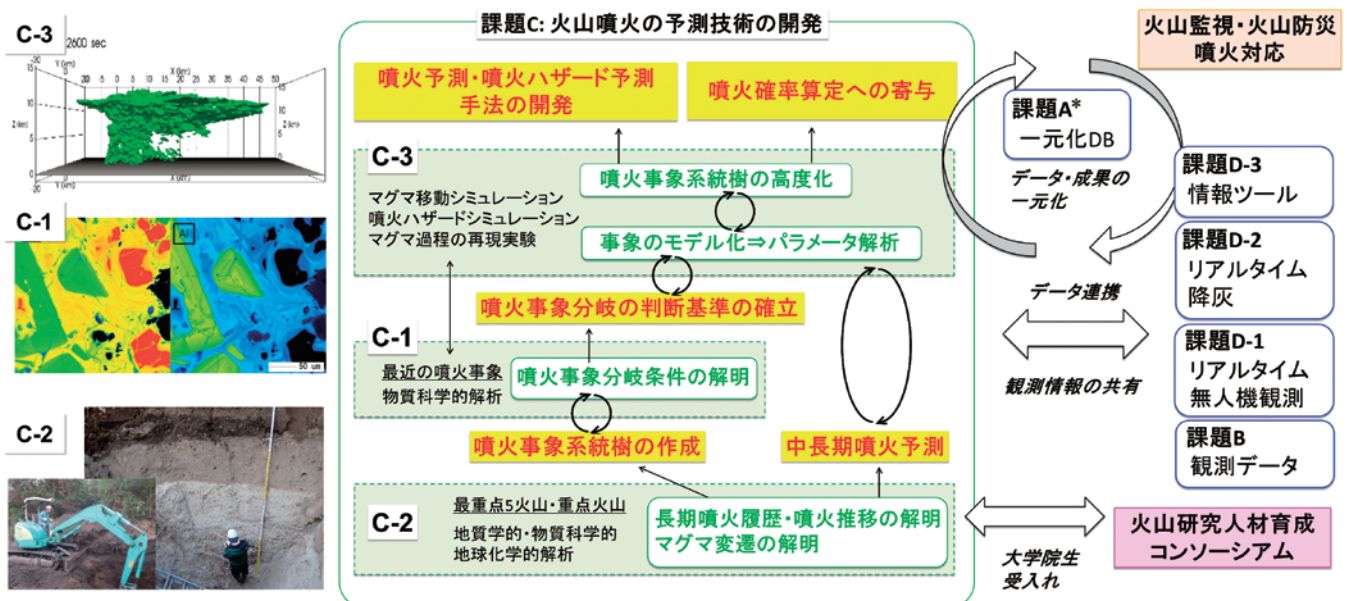 C-3
2600 sec
X (km)
Y (km)
Z (km)
C-1
Al
50 um
C-2
課題C: 火山噴火の予測技術の開発
噴火予測・噴火ハザード予測
手法の開発
噴火確率算定への寄与
C-3
マグマ移動シミュレーション
噴火ハザードシミュレーション
マグマ過程の再現実験
噴火事象系統樹の高度化
事象のモデル化⇒パラメータ解析
噴火事象分岐の判断基準の確立
C-1
最近の噴火事象
物質科学的解析
噴火事象分岐条件の解明
噴火事象系統樹の作成
中長期噴火予測
C-2
最重点5火山・重点火山
地質学的・物質科学的
地球化学的解析
長期噴火履歴・噴火推移の解明
マグマ変遷の解明
火山監視・火山防災
噴火対応
課題A*
一元化DB
データ・成果の
一元化
課題D-3
情報ツール
課題D-2
リアルタイム
降灰
データ連携
観測情報の共有
課題D-1
リアルタイム
無人機観測
課題B
観測データ
大学院生
受入れ
火山研究人材育成
コンソーシアム